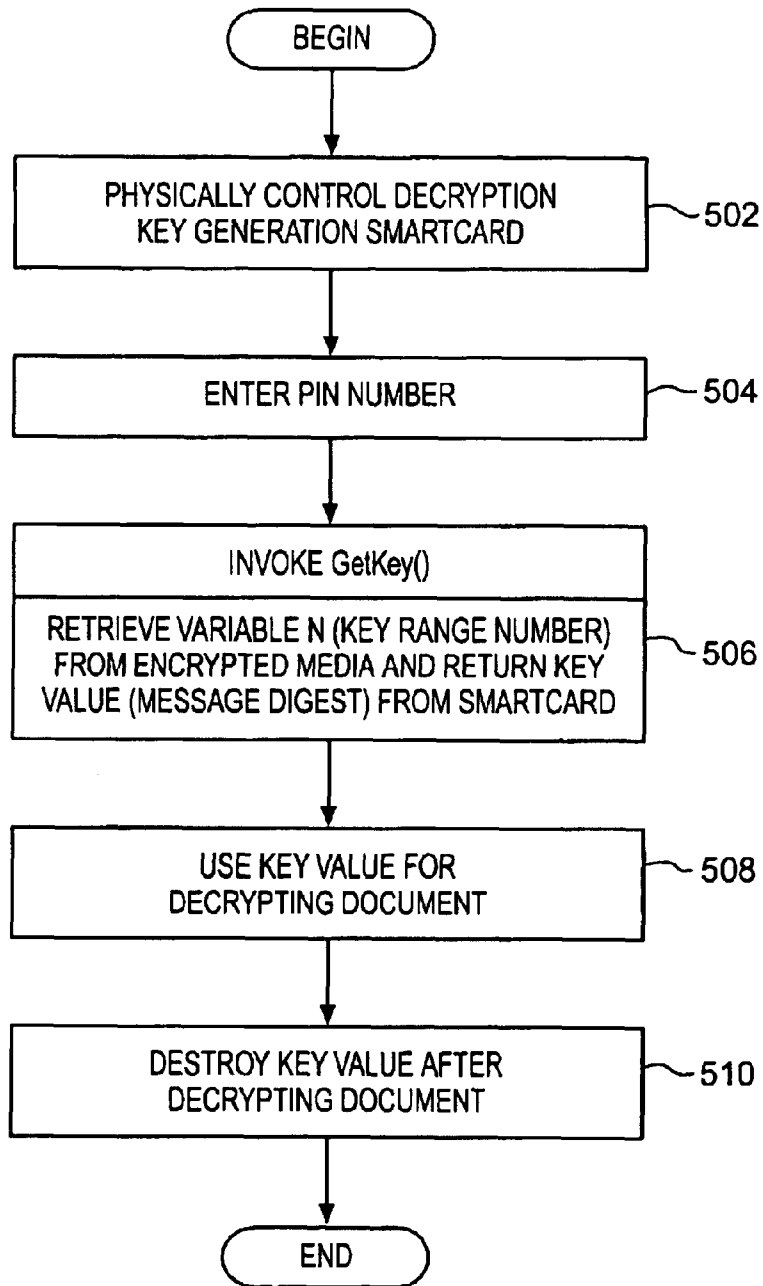 BEGIN
PHYSICALLY CONTROL DECRYPTION
KEY GENERATION SMARTCARD
502
ENTER PIN NUMBER
504
INVOKE GetKey()
RETRIEVE VARIABLE N (KEY RANGE NUMBER)
FROM ENCRYPTED MEDIA AND RETURN KEY
VALUE (MESSAGE DIGEST) FROM SMARTCARD
506
USE KEY VALUE FOR
DECRYPTING DOCUMENT
508
DESTROY KEY VALUE AFTER
DECRYPTING DOCUMENT
510
END